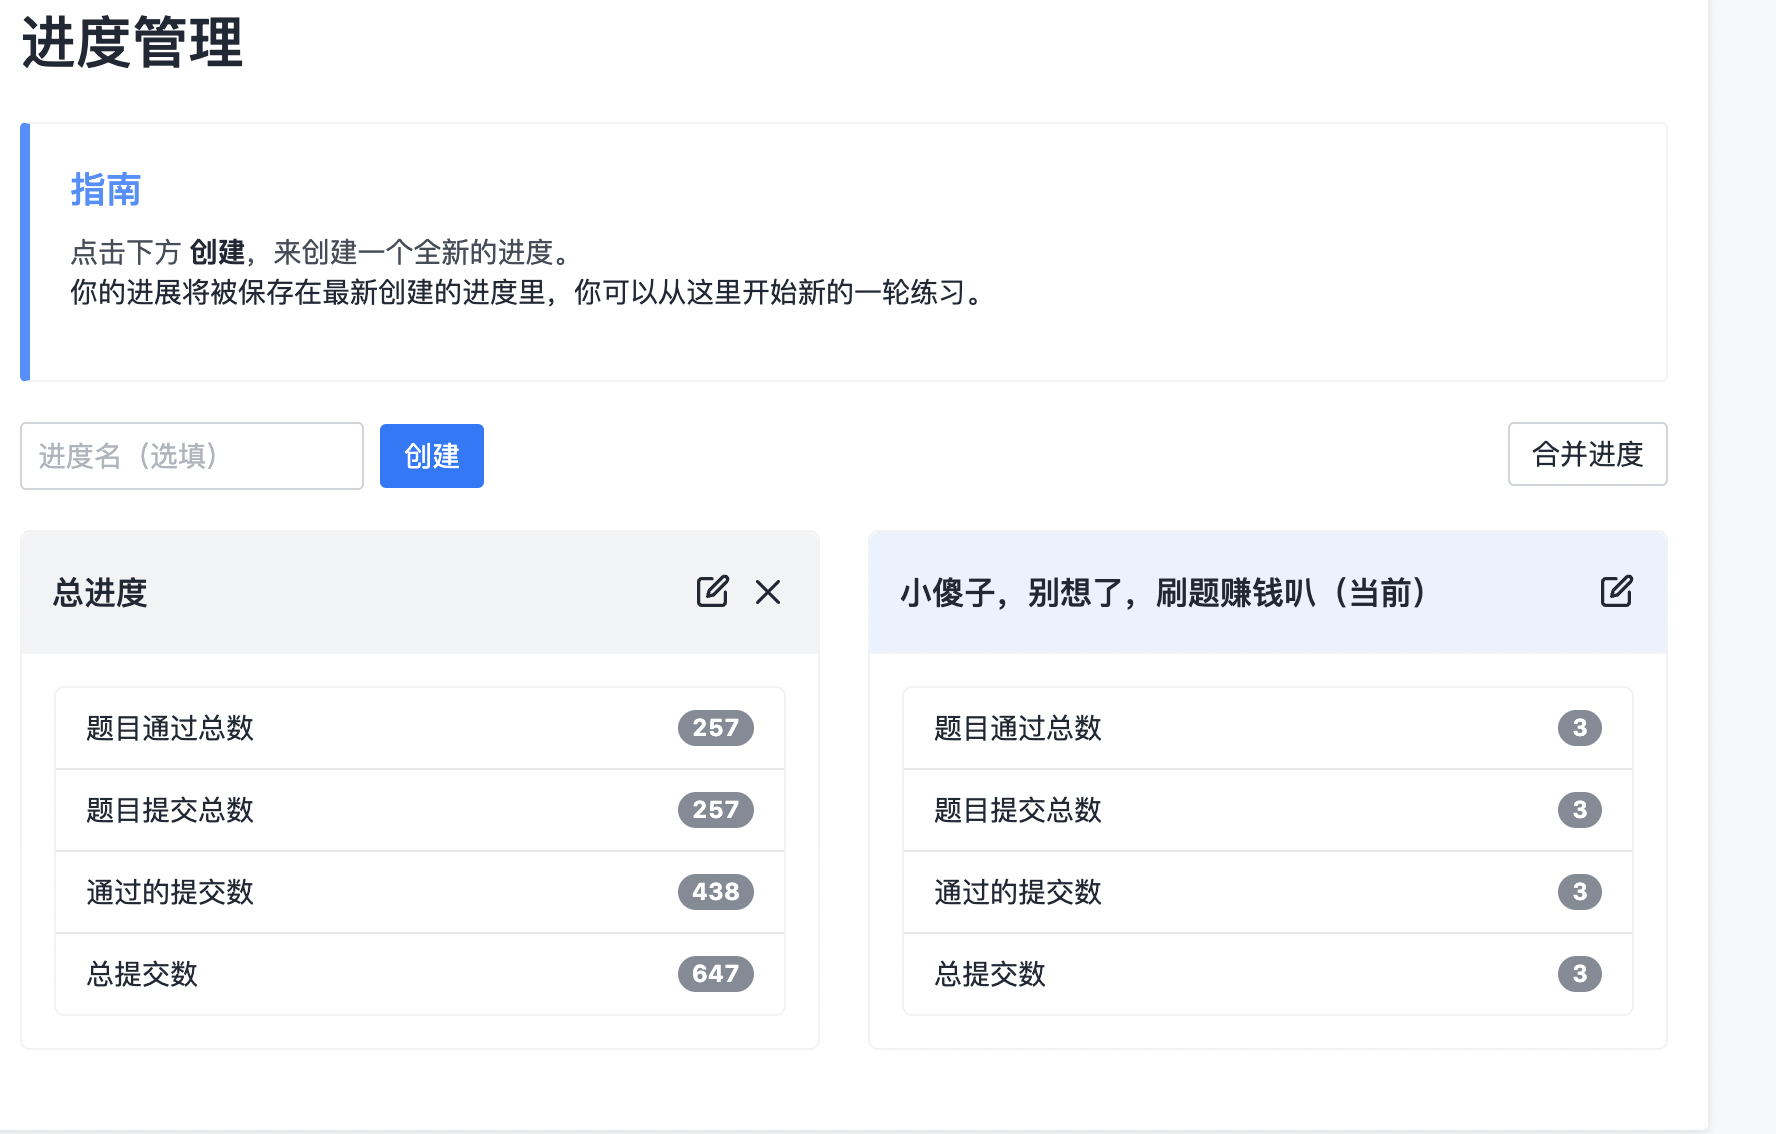 进度管理
指南
点击下方 创建，来创建一个全新的进度。
你的进展将被保存在最新创建的进度里，你可以从这里开始新的一轮练习。
进度名（选填）
创建
合并进度
总进度
题目通过总数 257
题目提交总数 257
通过的提交数 438
总提交数 647
小傻子，别想了，刷题赚钱叭（当前）
题目通过总数 3
题目提交总数 3
通过的提交数 3
总提交数 3